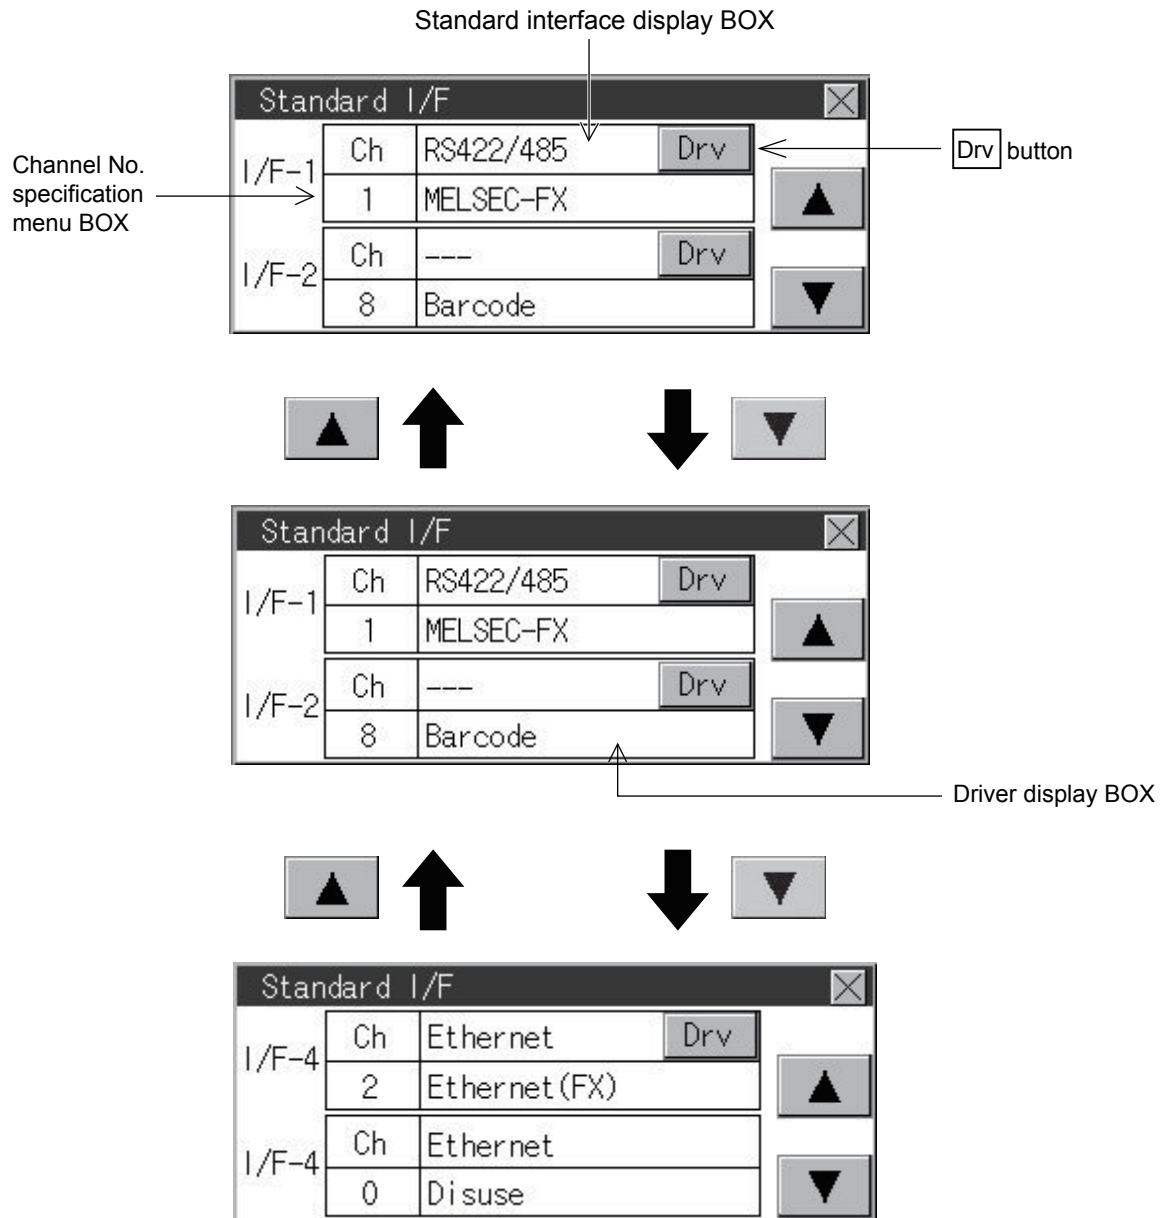 Standard interface display BOX
Standard I/F
Channel No.
specification
menu BOX
I/F-1
Ch
RS422/485
Drv
Drv button
1
MELSEC-FX
I/F-2
Ch
---
Drv
8
Barcode
Standard I/F
I/F-1
Ch
RS422/485
Drv
1
MELSEC-FX
I/F-2
Ch
---
Drv
8
Barcode
Driver display BOX
Standard I/F
I/F-4
Ch
Ethernet
Drv
2
Ethernet(FX)
I/F-4
Ch
Ethernet
0
Disuse